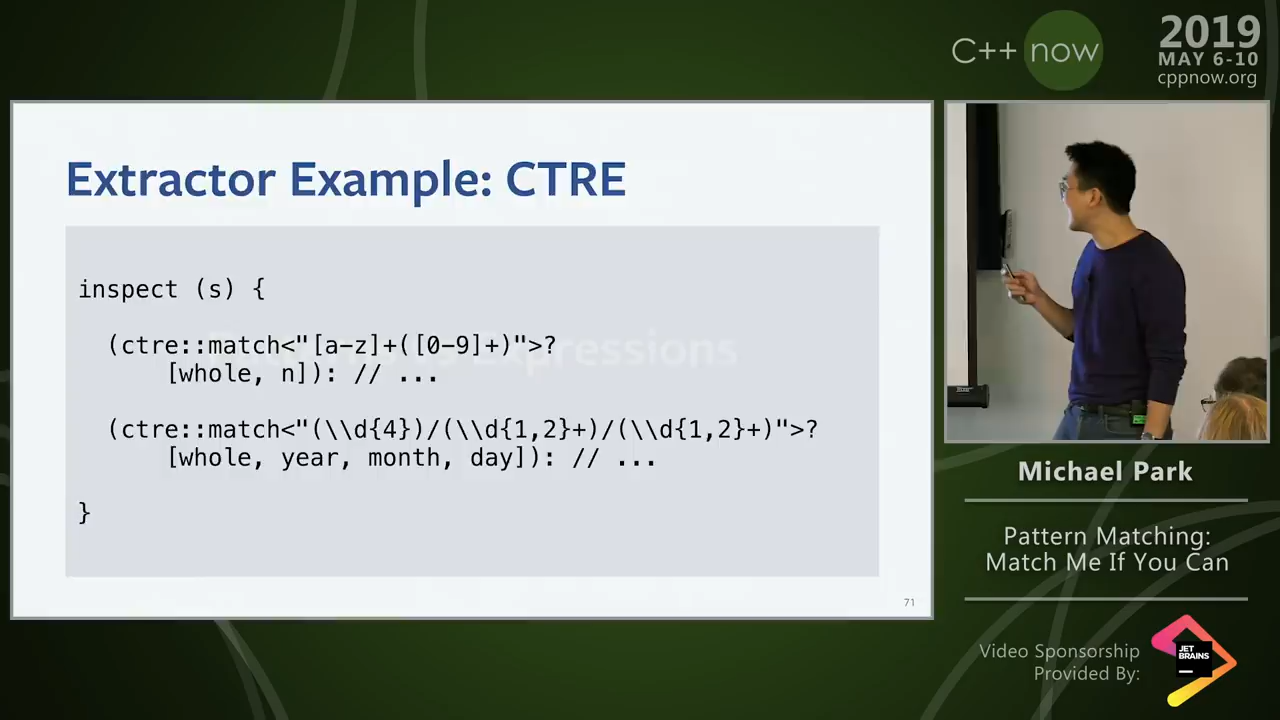 C++ now
2019
MAY 6-10
cppnow.org
Extractor Example: CTRE
inspect (s) {
(ctre::match<"[a-z]+([0-9]+)">?
[whole, n]): // ...
(ctre::match<"(\\d{4})/(\\d{1,2}+)/(\\d{1,2}+)">?
[whole, year, month, day]): // ...
}
71
Michael Park
Pattern Matching:
Match Me If You Can
Video Sponsorship
Provided By:
JET
BRAINS